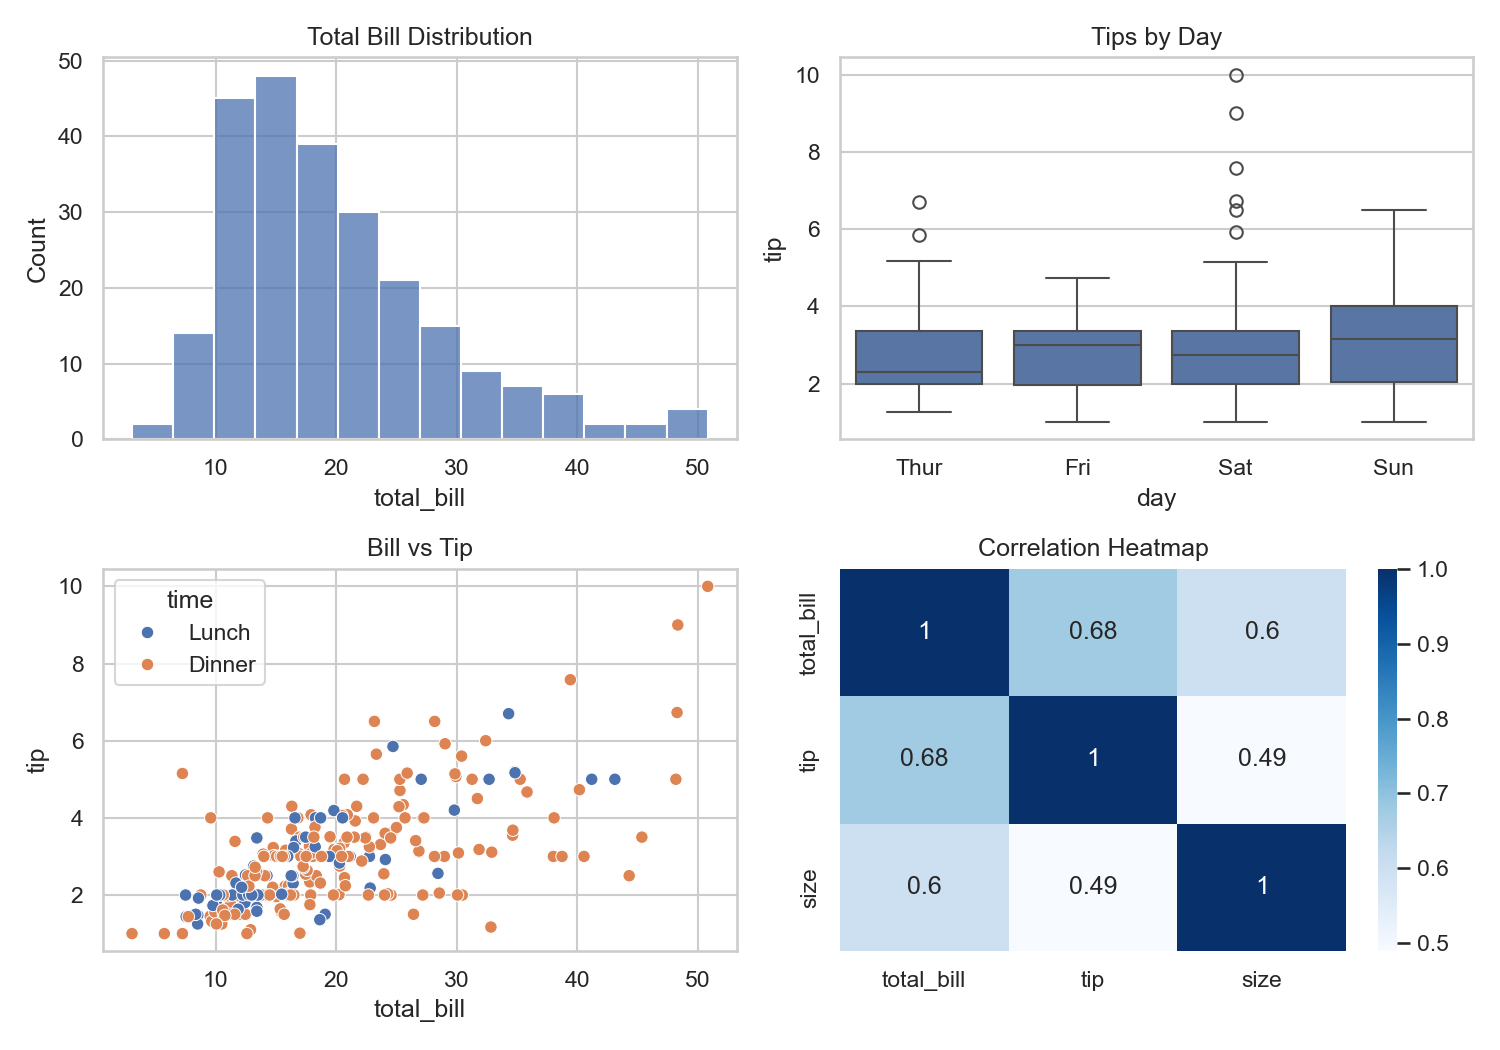 Total Bill Distribution
50
40
30
20
10
0
Count
10 20 30 40 50
total_bill
Tips by Day
10
8
6
4
2
tip
Thur Fri Sat Sun
day
Bill vs Tip
time
Lunch
Dinner
10
8
6
4
2
tip
10 20 30 40 50
total_bill
Correlation Heatmap
total_bill
1 0.68 0.6
tip
0.68 1 0.49
size
0.6 0.49 1
total_bill tip size
1.0
0.9
0.8
0.7
0.6
0.5